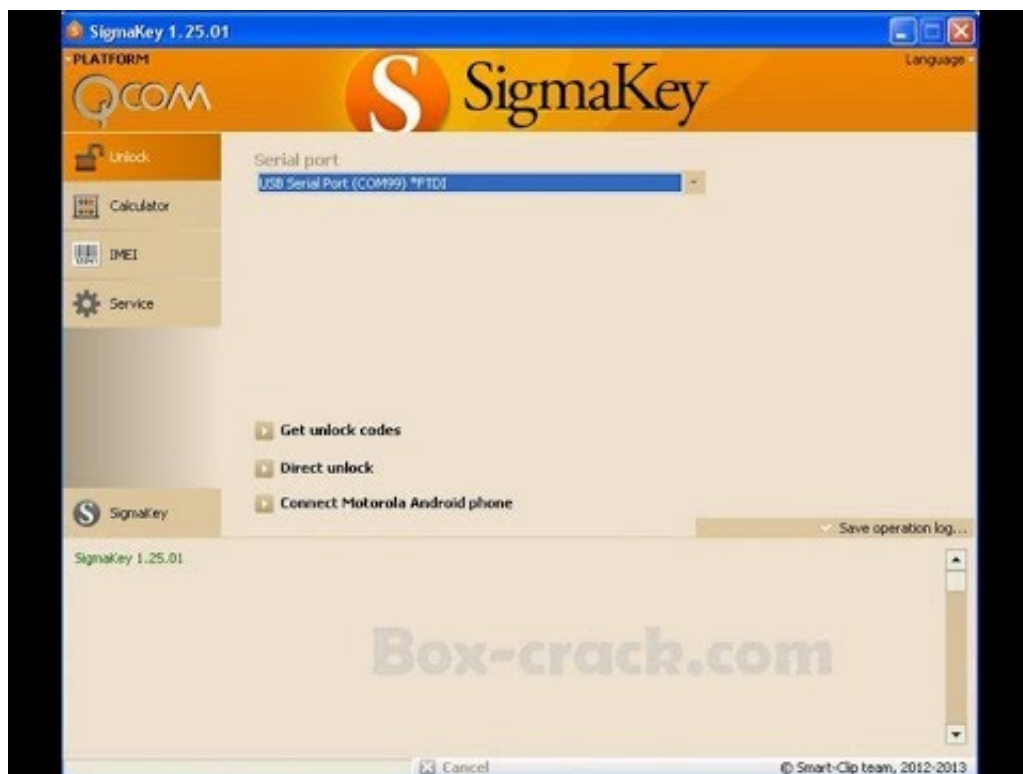 SigmaKey 1.25.01
PLATFORM
Language
QCOM
S SigmaKey
Unlock
Serial port
USB Serial Port (COM99) *FTDI
Calculator
IMEI
Service
Get unlock codes
Direct unlock
Connect Motorola Android phone
S SigmaKey
Save operation log...
SigmaKey 1.25.01
Box-crack.com
Cancel
© Smart-Clip team, 2012-2013